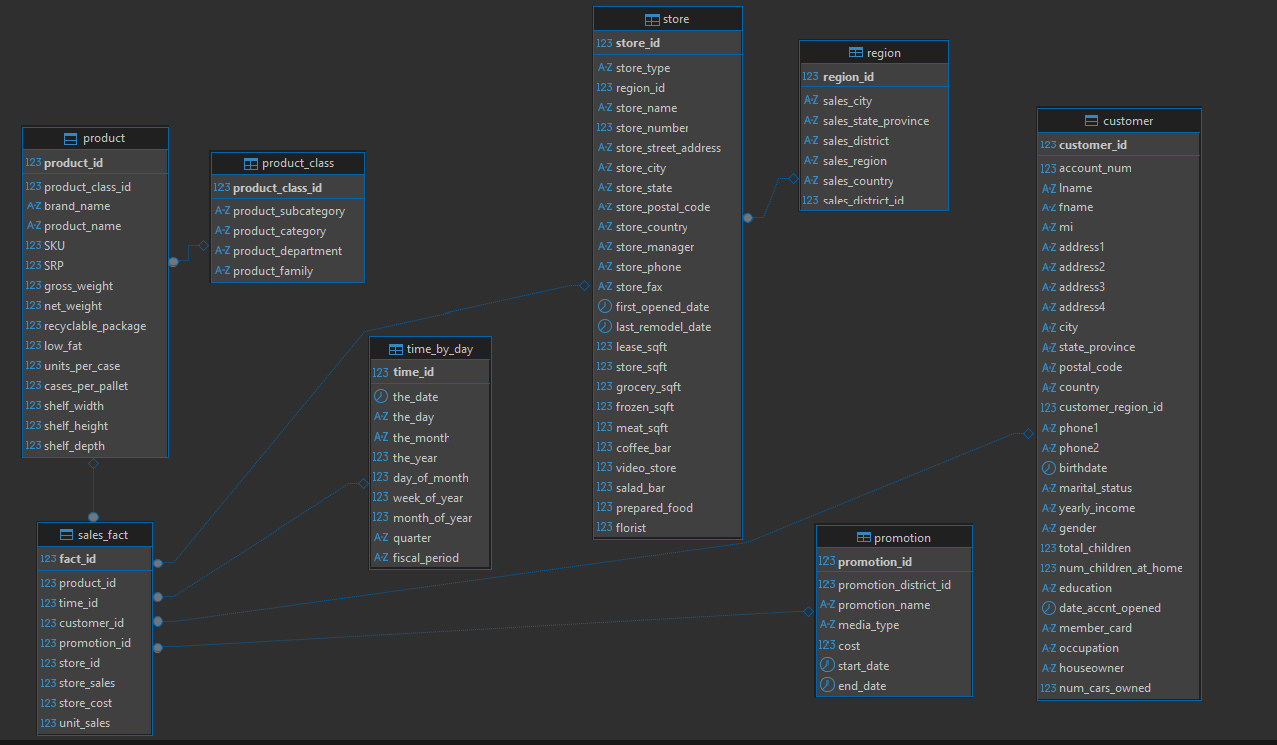 product
123 product_id
123 product_class_id
A-Z brand_name
A-Z product_name
123 SKU
123 SRP
123 gross_weight
123 net_weight
123 recyclable_package
123 low_fat
123 units_per_case
123 cases_per_pallet
123 shelf_width
123 shelf_height
123 shelf_depth
product_class
123 product_class_id
A-Z product_subcategory
A-Z product_category
A-Z product_department
A-Z product_family
sales_fact
123 fact_id
123 product_id
123 time_id
123 customer_id
123 promotion_id
123 store_id
123 store_sales
123 store_cost
123 unit_sales
time_by_day
123 time_id
the_date
A-Z the_day
A-Z the_month
123 the_year
123 day_of_month
123 week_of_year
123 month_of_year
A-Z quarter
A-Z fiscal_period
store
123 store_id
A-Z store_type
123 region_id
A-Z store_name
123 store_number
A-Z store_street_address
A-Z store_city
A-Z store_state
A-Z store_postal_code
A-Z store_country
A-Z store_manager
A-Z store_phone
A-Z store_fax
first_opened_date
last_remodel_date
123 lease_sqft
123 store_sqft
123 grocery_sqft
123 frozen_sqft
123 meat_sqft
123 coffee_bar
123 video_store
123 salad_bar
123 prepared_food
123 florist
region
123 region_id
A-Z sales_city
A-Z sales_state_province
A-Z sales_district
A-Z sales_region
A-Z sales_country
123 sales_district_id
promotion
123 promotion_id
123 promotion_district_id
A-Z promotion_name
A-Z media_type
123 cost
start_date
end_date
customer
123 customer_id
123 account_num
A-Z lname
A-Z fname
A-Z mi
A-Z address1
A-Z address2
A-Z address3
A-Z address4
A-Z city
A-Z state_province
A-Z postal_code
A-Z country
123 customer_region_id
A-Z phone1
A-Z phone2
birthdate
A-Z marital_status
A-Z yearly_income
A-Z gender
123 total_children
123 num_children_at_home
A-Z education
date_accnt_opened
A-Z member_card
A-Z occupation
A-Z houseowner
123 num_cars_owned